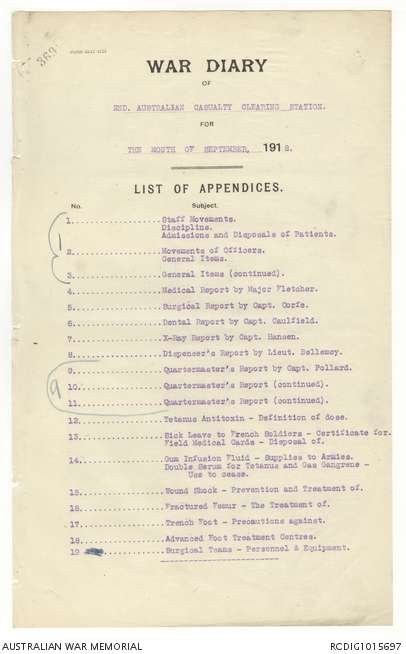 369
WAR DIARY
OF
2ND. AUSTRALIAN CASUALTY CLEARING STATION.
FOR
THE MONTH OF SEPTEMBER, 1918.
LIST OF APPENDICES.
No. Subject.
1 1...................Staff Movements.
Discipline.
Admissions and Disposals of Patients.
2...................Movements of Officers.
General Items.
3...................General Items (continued).
4...................Medical Report by Major Fletcher.
5...................Surgical Report by Capt. Corfe.
6...................Dental Report by Capt. Caulfield.
7...................X-Ray Report by Capt. Hansen.
8...................Dispenser's Report by Lieut. Bellemey.
9 9...................Quartermaster's Report by Capt. Pollard.
10..................Quartermaster's Report (continued).
11..................Quartermaster's Report (continued).
12..................Tetanus Antitoxin - Definition of dose.
13..................Sick Leave to French Soldiers - Certificate for.
Field Medical Cards - Disposal of.
14..................Gum Infusion Fluid - Supplies to Armies.
Double Serum for Tetanus and Gas Gangrene -
Use to cease.
15..................Wound Shock - Prevention and Treatment of.
16..................Fractured Femur - The Treatment of.
17..................Trench Foot - Precautions against.
18..................Advanced Foot Treatment Centres.
19..................Surgical Teams - Personnel & Equipment.
AUSTRALIAN WAR MEMORIAL
RCDIG1015697